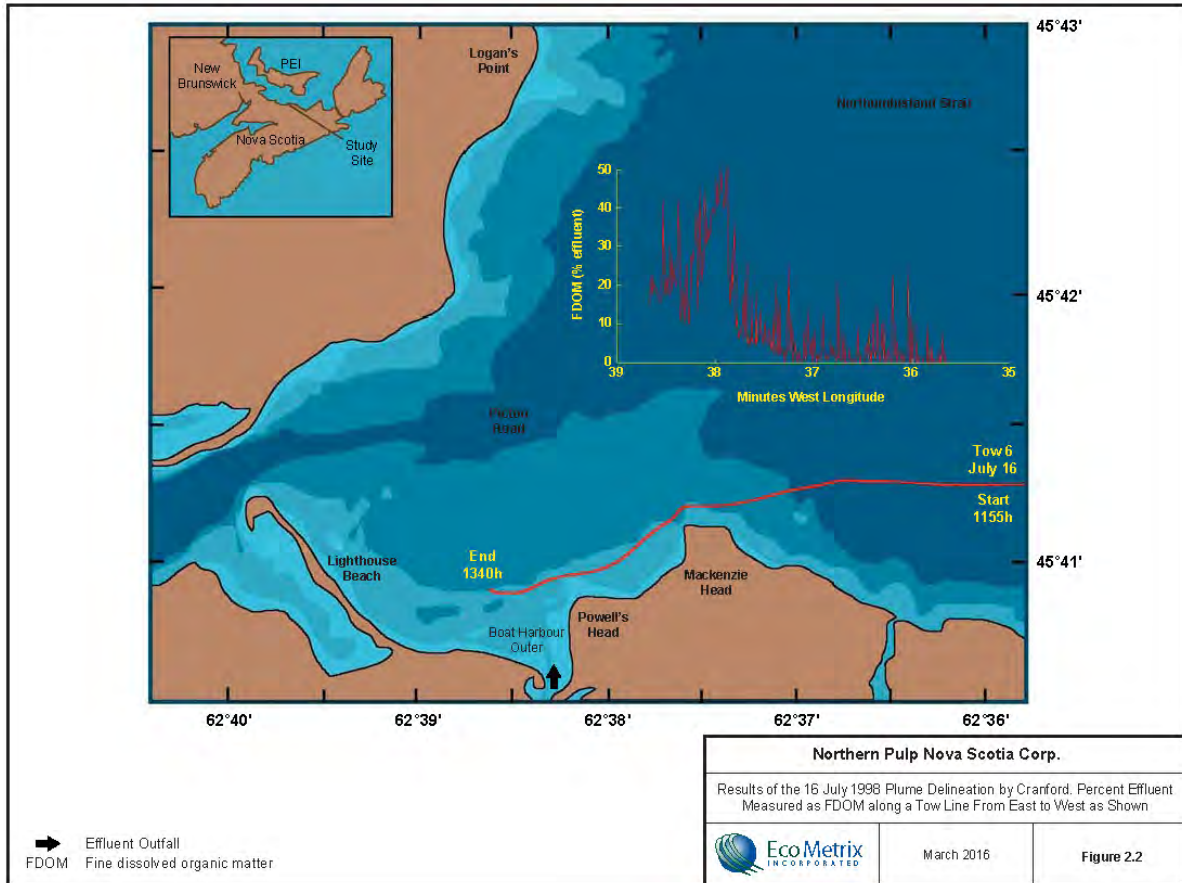 45°43'
Logan's
Point
New
Brunswick
PEI
Nova Scotia
Study
Site
Northumberland Strait
50
40
30
20
10
0
FDOM (% effluent)
39
38
37
36
35
Minutes West Longitude
45°42'
Pictou
Road
Tow 6
July 16
Start
1155h
End
1340h
45°41'
Lighthouse
Beach
Mackenzie
Head
Powell's
Head
Boat Harbour
Outer
62°40'
62°39'
62°38'
62°37'
62°36'
Effluent Outfall
FDOM Fine dissolved organic matter
Northern Pulp Nova Scotia Corp.
Results of the 16 July 1998 Plume Delineation by Cranford. Percent Effluent
Measured as FDOM along a Tow Line From East to West as Shown
EcoMetrix
INCORPORATED
March 2016
Figure 2.2